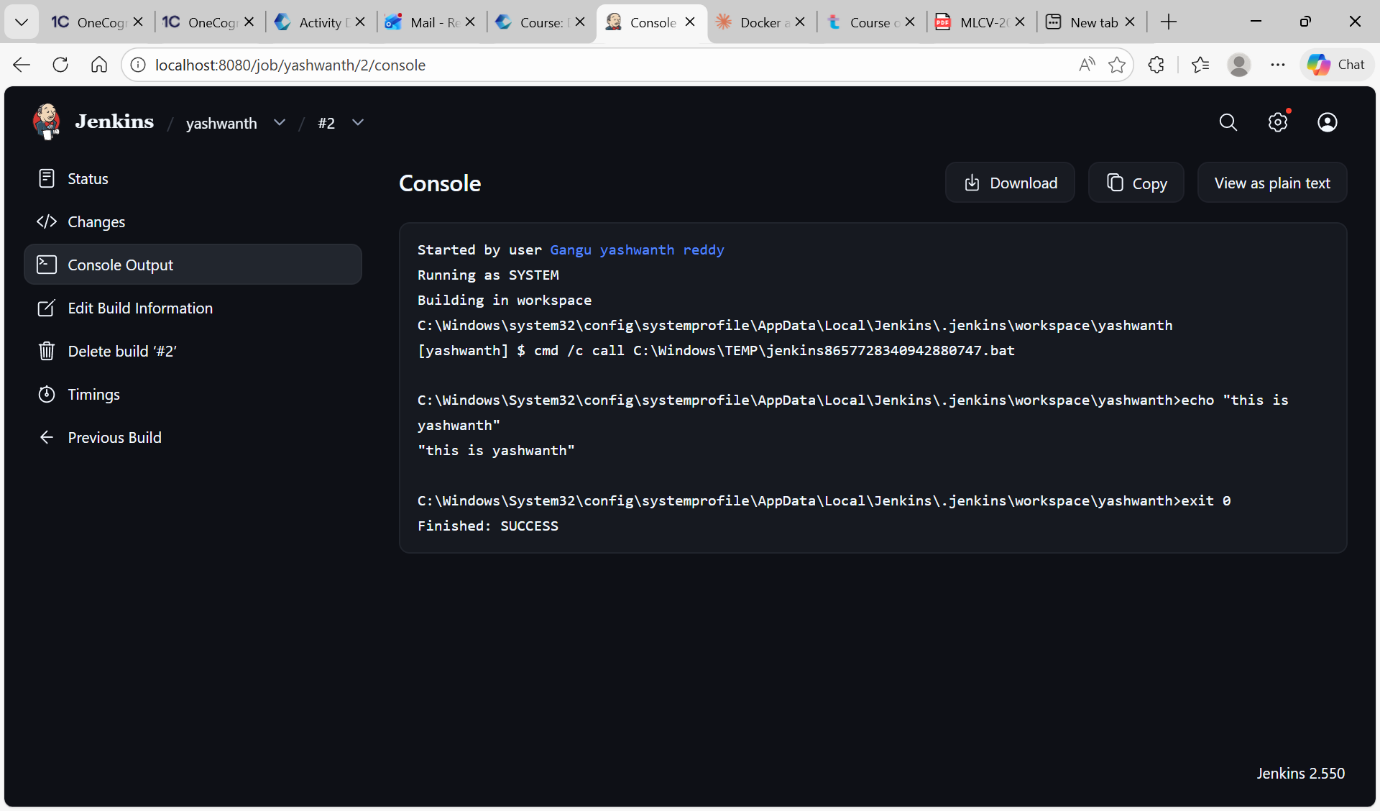 OneCogn
OneCogn
Activity D
Mail - Re
Course: D
Console
Docker a
Course o
MLCV-20
New tab
localhost:8080/job/yashwanth/2/console
Chat
Jenkins / yashwanth / #2
Status
Changes
Console Output
Edit Build Information
Delete build ‘#2’
Timings
Previous Build
Console
Download
Copy
View as plain text
Started by user Gangu yashwanth reddy
Running as SYSTEM
Building in workspace
C:\Windows\system32\config\systemprofile\AppData\Local\Jenkins\.jenkins\workspace\yashwanth
[yashwanth] $ cmd /c call C:\Windows\TEMP\jenkins8657728340942880747.bat
C:\Windows\System32\config\systemprofile\AppData\Local\Jenkins\.jenkins\workspace\yashwanth>echo "this is
yashwanth"
"this is yashwanth"
C:\Windows\System32\config\systemprofile\AppData\Local\Jenkins\.jenkins\workspace\yashwanth>exit 0
Finished: SUCCESS
Jenkins 2.550